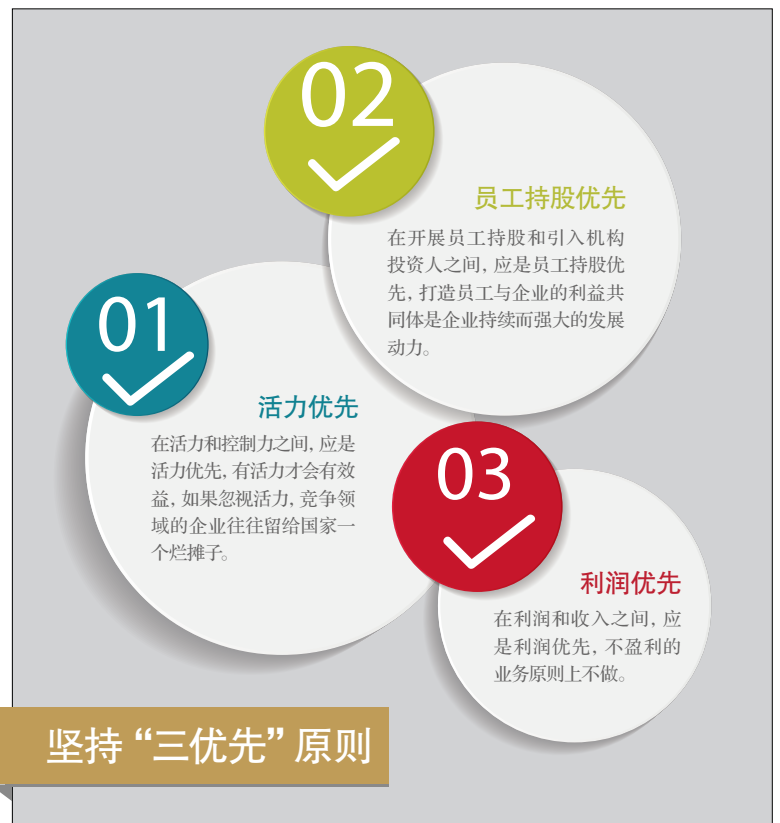 01
活力优先
在活力和控制力之间，应是
活力优先，有活力才会有效
益，如果忽视活力，竞争领
域的企业往往留给国家一
个烂摊子。
02
员工持股优先
在开展员工持股和引入机构
投资人之间，应是员工持股优
先，打造员工与企业的利益共
同体是企业持续而强大的发展
动力。
03
利润优先
在利润和收入之间，应
是利润优先，不盈利的
业务原则上不做。
坚持“三优先”原则